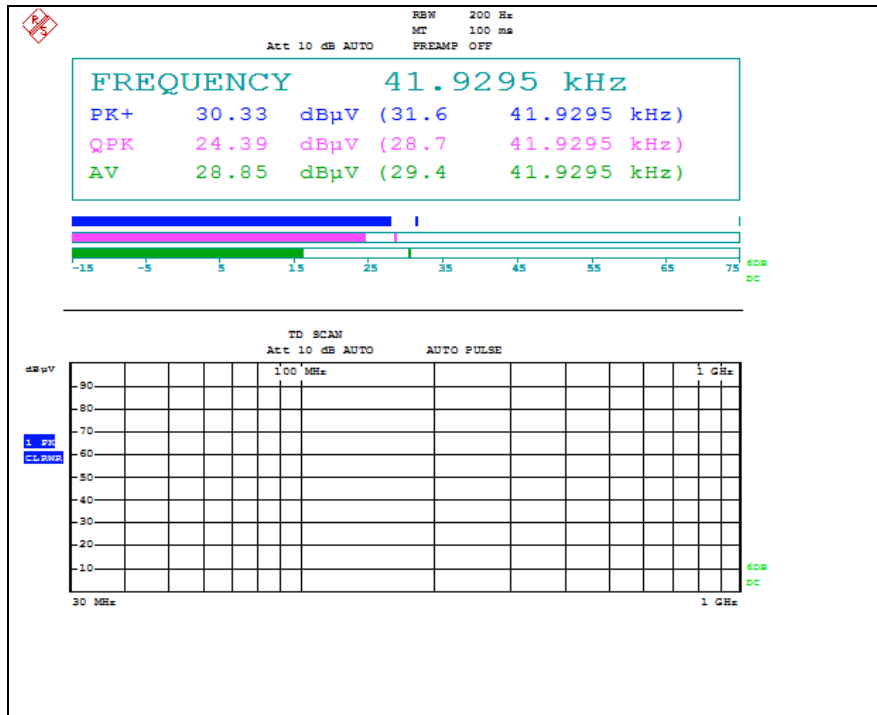 R S
RBW 200 Hz
MT 100 ms
Att 10 dB AUTO PREAMP OFF
FREQUENCY 41.9295 kHz
PK+ 30.33 dBµV (31.6 41.9295 kHz)
QPK 24.39 dBµV (28.7 41.9295 kHz)
AV 28.85 dBµV (29.4 41.9295 kHz)
-15 -5 5 15 25 35 45 55 65 75 6DB
DC
TD SCAN
Att 10 dB AUTO AUTO PULSE
dBµV 100 MHz 1 GHz
90
80
70
1 PK
CLRWR 60
50
40
30
20
10 6DB
DC
30 MHz 1 GHz